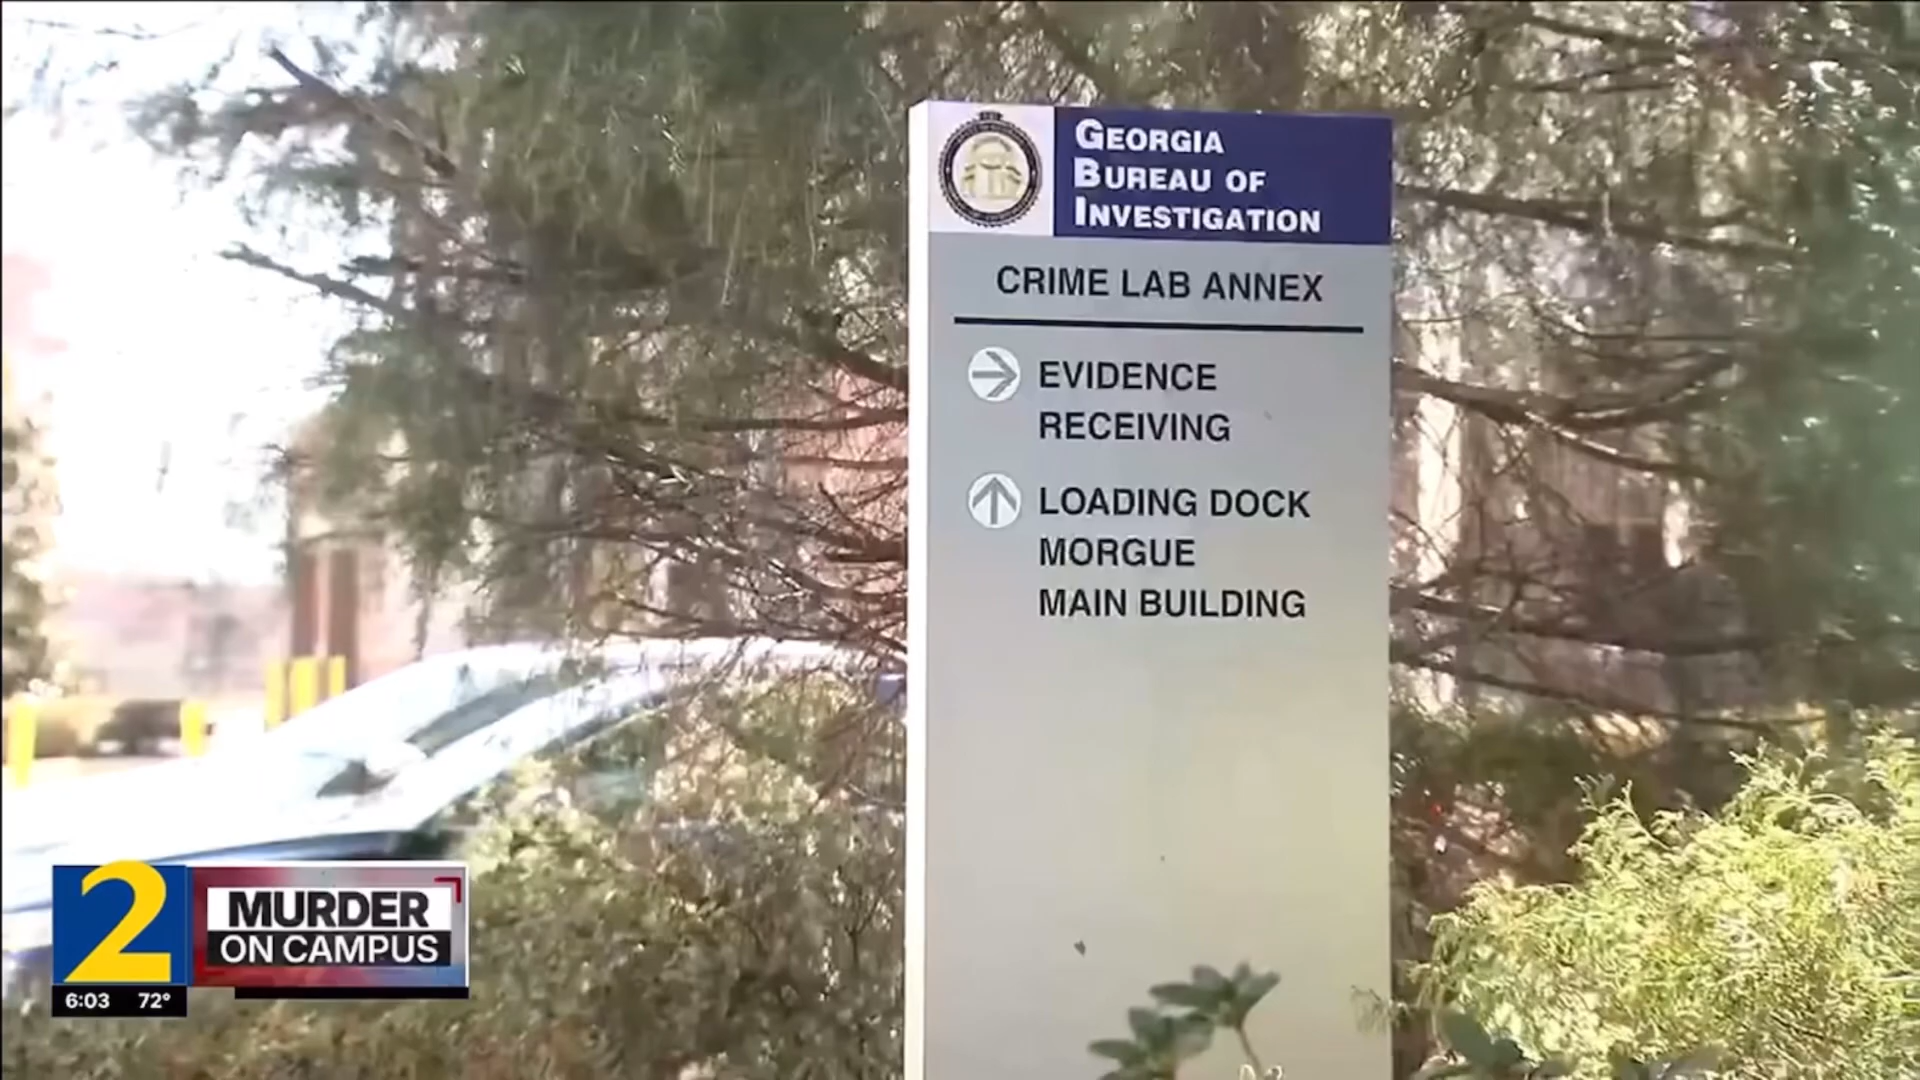 GEORGIA
BUREAU OF
INVESTIGATION
CRIME LAB ANNEX
EVIDENCE
RECEIVING
LOADING DOCK
MORGUE
MAIN BUILDING
2
MURDER
ON CAMPUS
6:03 72°